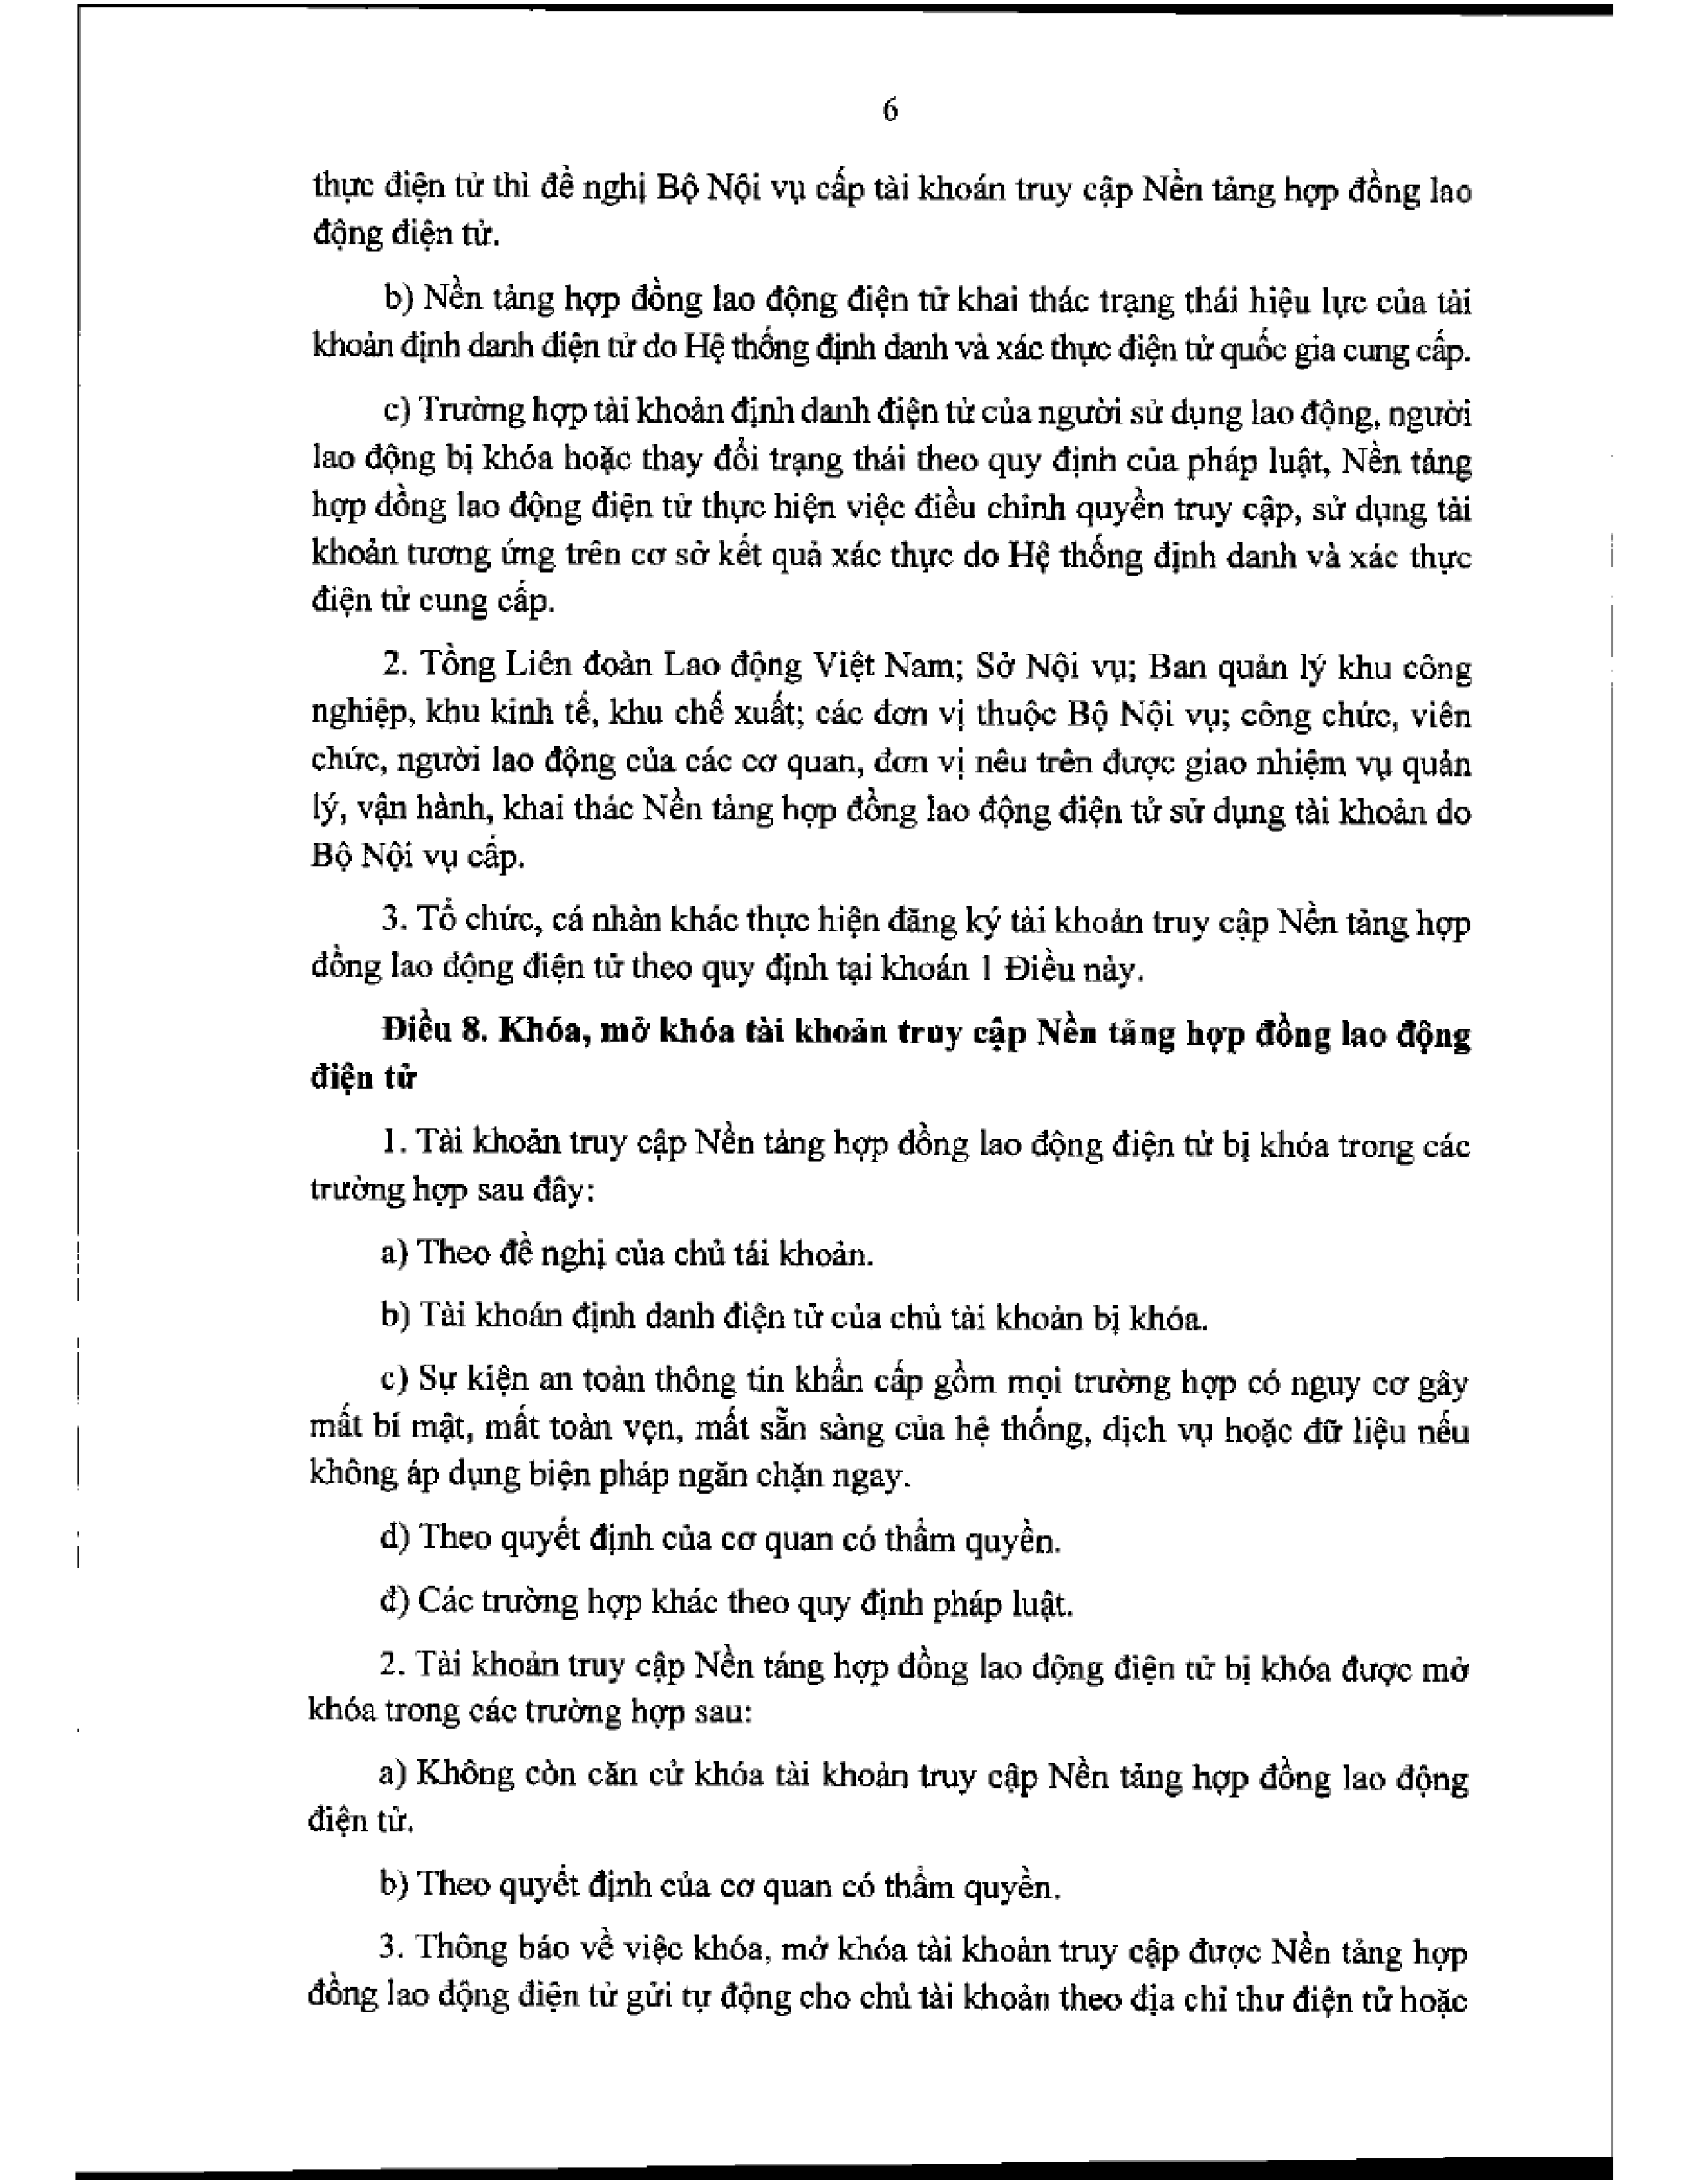 6
thực điện tử thì đề nghị Bộ Nội vụ cấp tài khoản truy cập Nền tảng hợp đồng lao
động điện tử.
b) Nền tảng hợp đồng lao động điện tử khai thác trạng thái hiệu lực của tài
khoản định danh điện tử do Hệ thống định danh và xác thực điện tử quốc gia cung cấp.
c) Trường hợp tài khoản định danh điện tử của người sử dụng lao động, người
lao động bị khóa hoặc thay đổi trạng thái theo quy định của pháp luật, Nền tảng
hợp đồng lao động điện tử thực hiện việc điều chỉnh quyền truy cập, sử dụng tài
khoản tương ứng trên cơ sở kết quả xác thực do Hệ thống định danh và xác thực
điện tử cung cấp.
2. Tổng Liên đoàn Lao động Việt Nam; Sở Nội vụ; Ban quản lý khu công
nghiệp, khu kinh tế, khu chế xuất; các đơn vị thuộc Bộ Nội vụ; công chức, viên
chức, người lao động của các cơ quan, đơn vị nêu trên được giao nhiệm vụ quản
lý, vận hành, khai thác Nền tảng hợp đồng lao động điện tử sử dụng tài khoản do
Bộ Nội vụ cấp.
3. Tổ chức, cá nhân khác thực hiện đăng ký tài khoản truy cập Nền tảng hợp
đồng lao động điện tử theo quy định tại khoản 1 Điều này.
Điều 8. Khóa, mở khóa tài khoản truy cập Nền tảng hợp đồng lao động
điện tử
1. Tài khoản truy cập Nền tảng hợp đồng lao động điện tử bị khóa trong các
trường hợp sau đây:
a) Theo đề nghị của chủ tài khoản.
b) Tài khoản định danh điện tử của chủ tài khoản bị khóa.
c) Sự kiện an toàn thông tin khẩn cấp gồm mọi trường hợp có nguy cơ gây
mất bí mật, mất toàn vẹn, mất sẵn sàng của hệ thống, dịch vụ hoặc dữ liệu nếu
không áp dụng biện pháp ngăn chặn ngay.
d) Theo quyết định của cơ quan có thẩm quyền.
đ) Các trường hợp khác theo quy định pháp luật.
2. Tài khoản truy cập Nền tảng hợp đồng lao động điện tử bị khóa được mở
khóa trong các trường hợp sau:
a) Không còn căn cứ khóa tài khoản truy cập Nền tảng hợp đồng lao động
điện tử.
b) Theo quyết định của cơ quan có thẩm quyền.
3. Thông báo về việc khóa, mở khóa tài khoản truy cập được Nền tảng hợp
đồng lao động điện tử gửi tự động cho chủ tài khoản theo địa chỉ thư điện tử hoặc